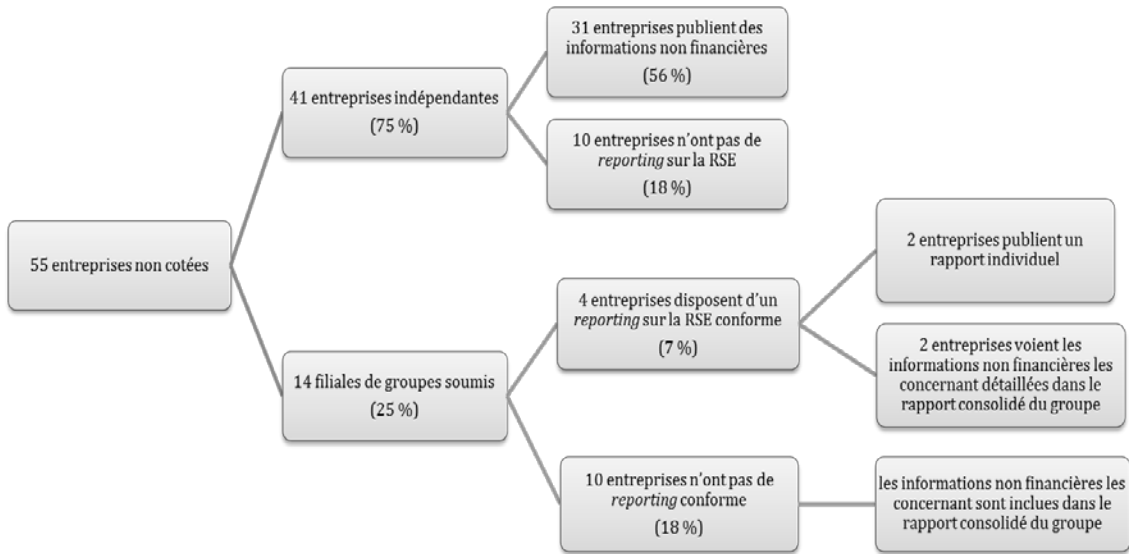 55 entreprises non cotées
41 entreprises indépendantes
(75 %)
31 entreprises publient des
informations non financières
(56 %)
10 entreprises n'ont pas de
reporting sur la RSE
(18 %)
14 filiales de groupes soumis
(25 %)
4 entreprises disposent d'un
reporting sur la RSE conforme
(7 %)
2 entreprises publient un
rapport individuel
2 entreprises voient les
informations non financières les
concernant détaillées dans le
rapport consolidé du groupe
10 entreprises n'ont pas de
reporting conforme
(18 %)
les informations non financières les
concernant sont inclues dans le
rapport consolidé du groupe